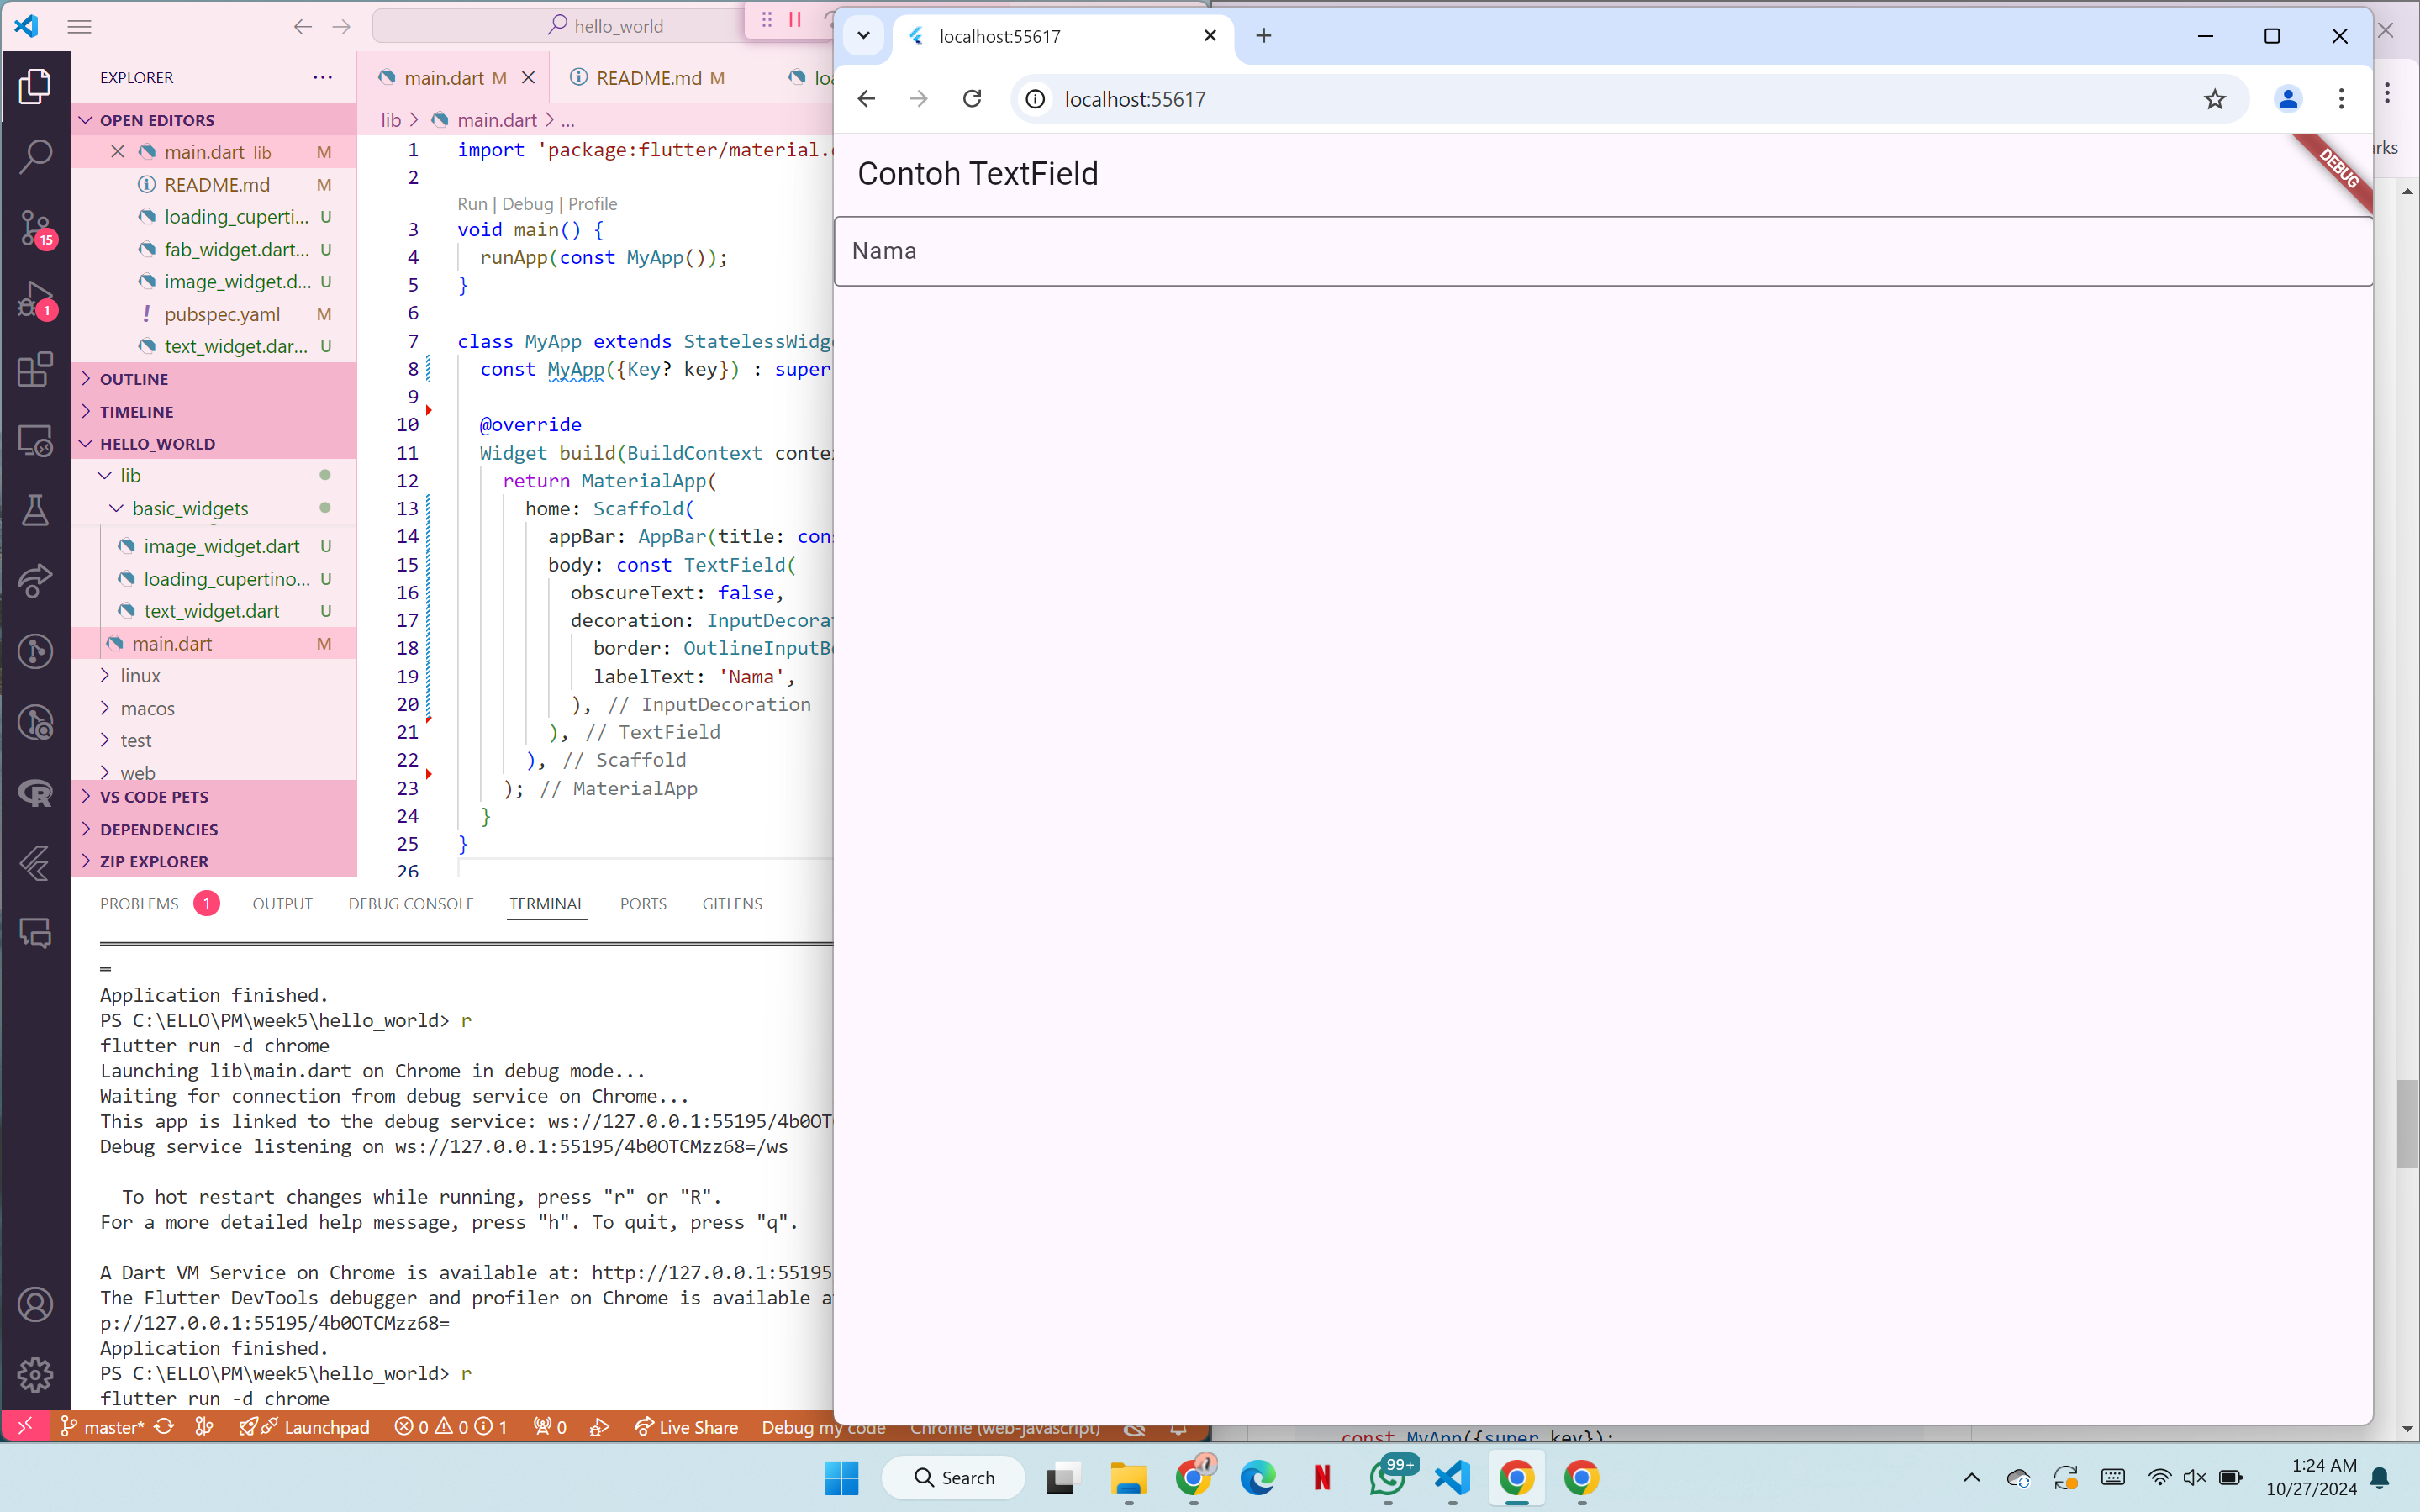 hello_world
EXPLORER
OPEN EDITORS
main.dart lib M
README.md M
loading_cuperti... U
fab_widget.dart... U
image_widget.d... U
pubspec.yaml M
text_widget.dar... U
OUTLINE
TIMELINE
HELLO_WORLD
lib
basic_widgets
image_widget.dart U
loading_cupertino... U
text_widget.dart U
main.dart M
linux
macos
test
web
VS CODE PETS
DEPENDENCIES
ZIP EXPLORER
15
1
main.dart M
README.md M
lib > main.dart > ...
1 import 'package:flutter/material.
2
Run | Debug | Profile
3 void main() {
4 runApp(const MyApp());
5 }
6
7 class MyApp extends StatelessWidg
8 const MyApp({Key? key}) : super
9
10 @override
11 Widget build(BuildContext conte
12 return MaterialApp(
13 home: Scaffold(
14 appBar: AppBar(title: con
15 body: const TextField(
16 obscureText: false,
17 decoration: InputDecora
18 border: OutlineInputB
19 labelText: 'Nama',
20 ), // InputDecoration
21 ), // TextField
22 ), // Scaffold
23 ); // MaterialApp
24 }
25 }
26
PROBLEMS 1 OUTPUT DEBUG CONSOLE TERMINAL PORTS GITLENS
Application finished.
PS C:\ELLO\PM\week5\hello_world> r
flutter run -d chrome
Launching lib\main.dart on Chrome in debug mode...
Waiting for connection from debug service on Chrome...
This app is linked to the debug service: ws://127.0.0.1:55195/4b0OT
Debug service listening on ws://127.0.0.1:55195/4b0OTCMzz68=/ws
To hot restart changes while running, press "r" or "R".
For a more detailed help message, press "h". To quit, press "q".
A Dart VM Service on Chrome is available at: http://127.0.0.1:55195
The Flutter DevTools debugger and profiler on Chrome is available a
p://127.0.0.1:55195/4b0OTCMzz68=
Application finished.
PS C:\ELLO\PM\week5\hello_world> r
flutter run -d chrome
master* Launchpad 0 0 1 0 Live Share Debug my code Chrome (web-javascript)
localhost:55617
localhost:55617
Contoh TextField
DEBUG
Nama
const MyApp({super.key});
Search
99+
1:24 AM
10/27/2024